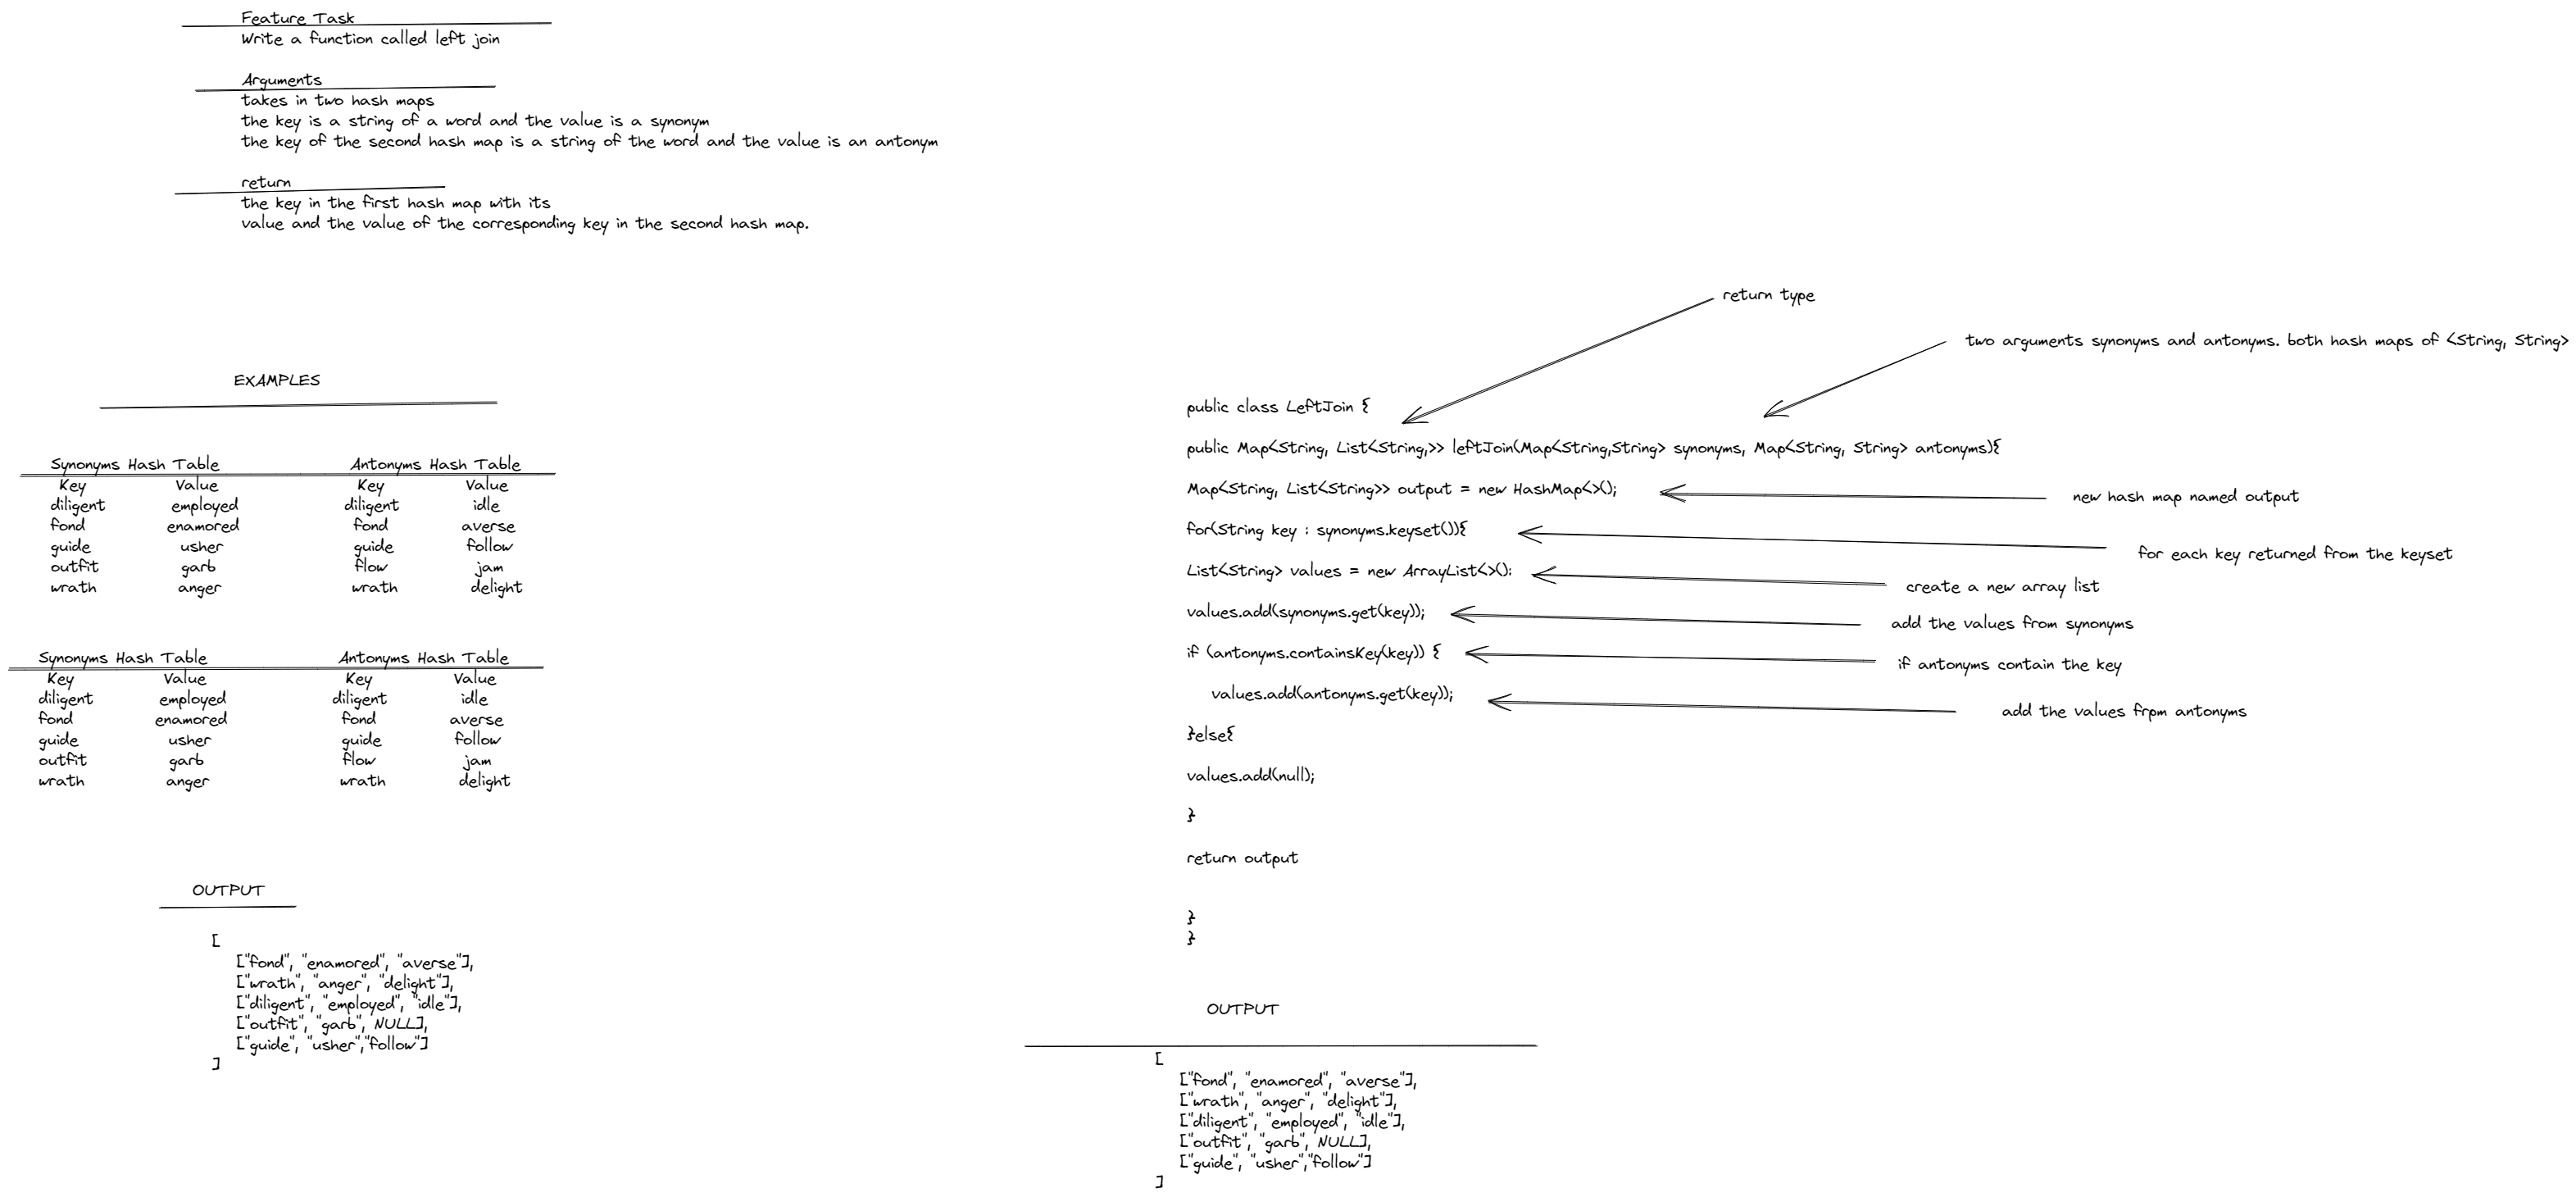 Feature Task
Write a function called left join
Arguments
takes in two hash maps
the key is a string of a word and the value is a synonym
the key of the second hash map is a string of the word and the value is an antonym
return
the key in the first hash map with its
value and the value of the corresponding key in the second hash map.
EXAMPLES
Synonyms Hash Table Antonyms Hash Table
Key Value Key Value
diligent employed diligent idle
fond enamored fond averse
guide usher guide follow
outfit garb flow jam
wrath anger wrath delight
Synonyms Hash Table Antonyms Hash Table
Key Value Key Value
diligent employed diligent idle
fond enamored fond averse
guide usher guide follow
outfit garb flow jam
wrath anger wrath delight
OUTPUT
[
["fond", "enamored", "averse"],
["wrath", "anger", "delight"],
["diligent", "employed", "idle"],
["outfit", "garb", NULL],
["guide", "usher","follow"]
]
return type
two arguments synonyms and antonyms. both hash maps of <String, String>
public class LeftJoin {
public Map<String, List<String,>> leftJoin(Map<String,String> synonyms, Map<String, String> antonyms){
Map<String, List<String>> output = new HashMap<>();
new hash map named output
for(String key : synonyms.keyset()){
for each key returned from the keyset
List<String> values = new ArrayList<>():
create a new array list
values.add(synonyms.get(key));
add the values from synonyms
if (antonyms.containsKey(key)) {
if antonyms contain the key
values.add(antonyms.get(key));
add the values frpm antonyms
}else{
values.add(null);
}
return output
}
}
OUTPUT
[
["fond", "enamored", "averse"],
["wrath", "anger", "delight"],
["diligent", "employed", "idle"],
["outfit", "garb", NULL],
["guide", "usher","follow"]
]